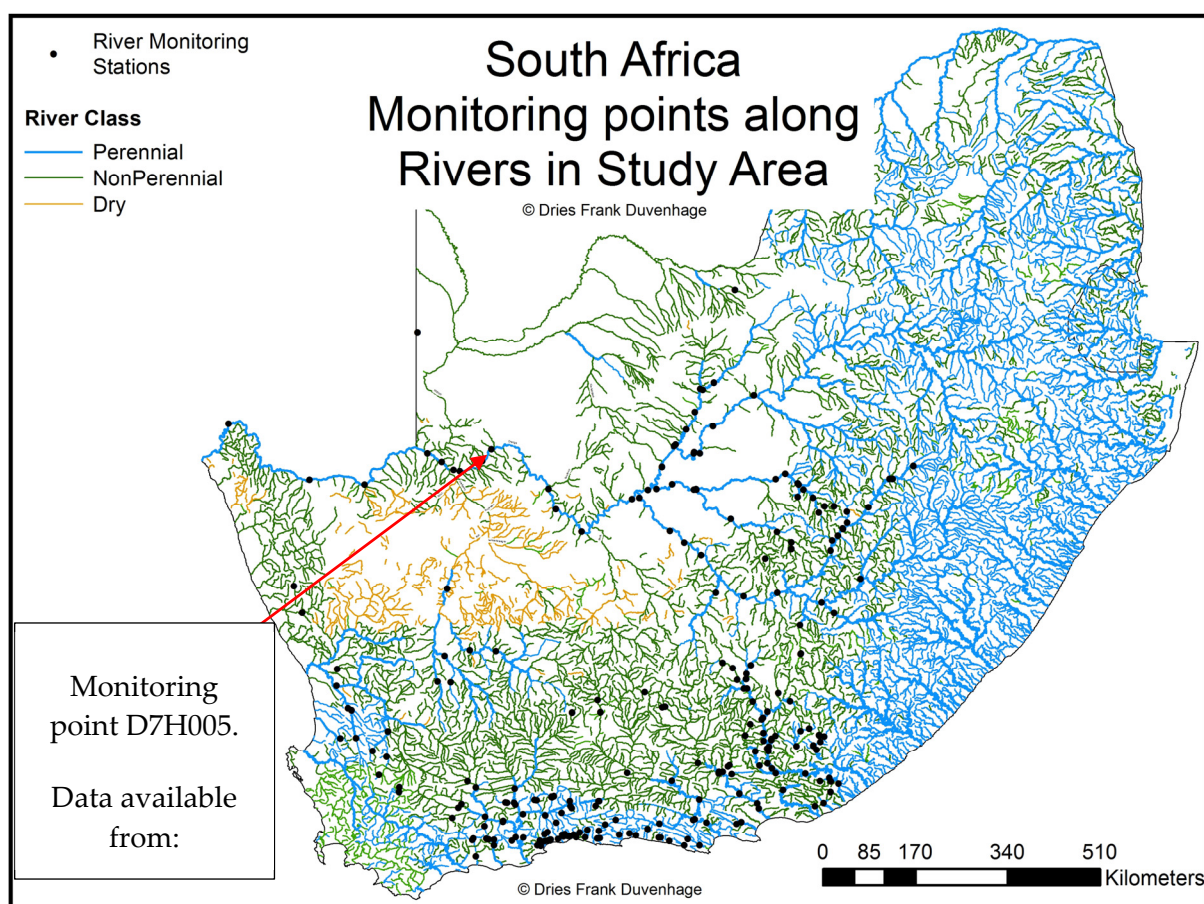 River Monitoring
Stations
River Class
Perennial
NonPerennial
Dry
South Africa
Monitoring points along
Rivers in Study Area
© Dries Frank Duvenhage
Monitoring
point D7H005.
Data available
from:
0 85 170 340 510
Kilometers
© Dries Frank Duvenhage